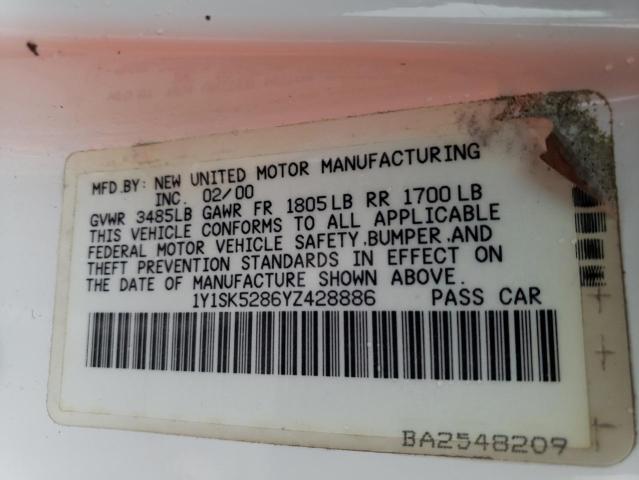 MFD.BY: NEW UNITED MOTOR MANUFACTURING
INC. 02/00
GVWR 3485LB GAWR FR 1805LB RR 1700LB
THIS VEHICLE CONFORMS TO ALL APPLICABLE
FEDERAL MOTOR VEHICLE SAFETY,BUMPER,AND
THEFT PREVENTION STANDARDS IN EFFECT ON
THE DATE OF MANUFACTURE SHOWN ABOVE.
1Y1SK5286YZ428886 PASS CAR
BA2548209